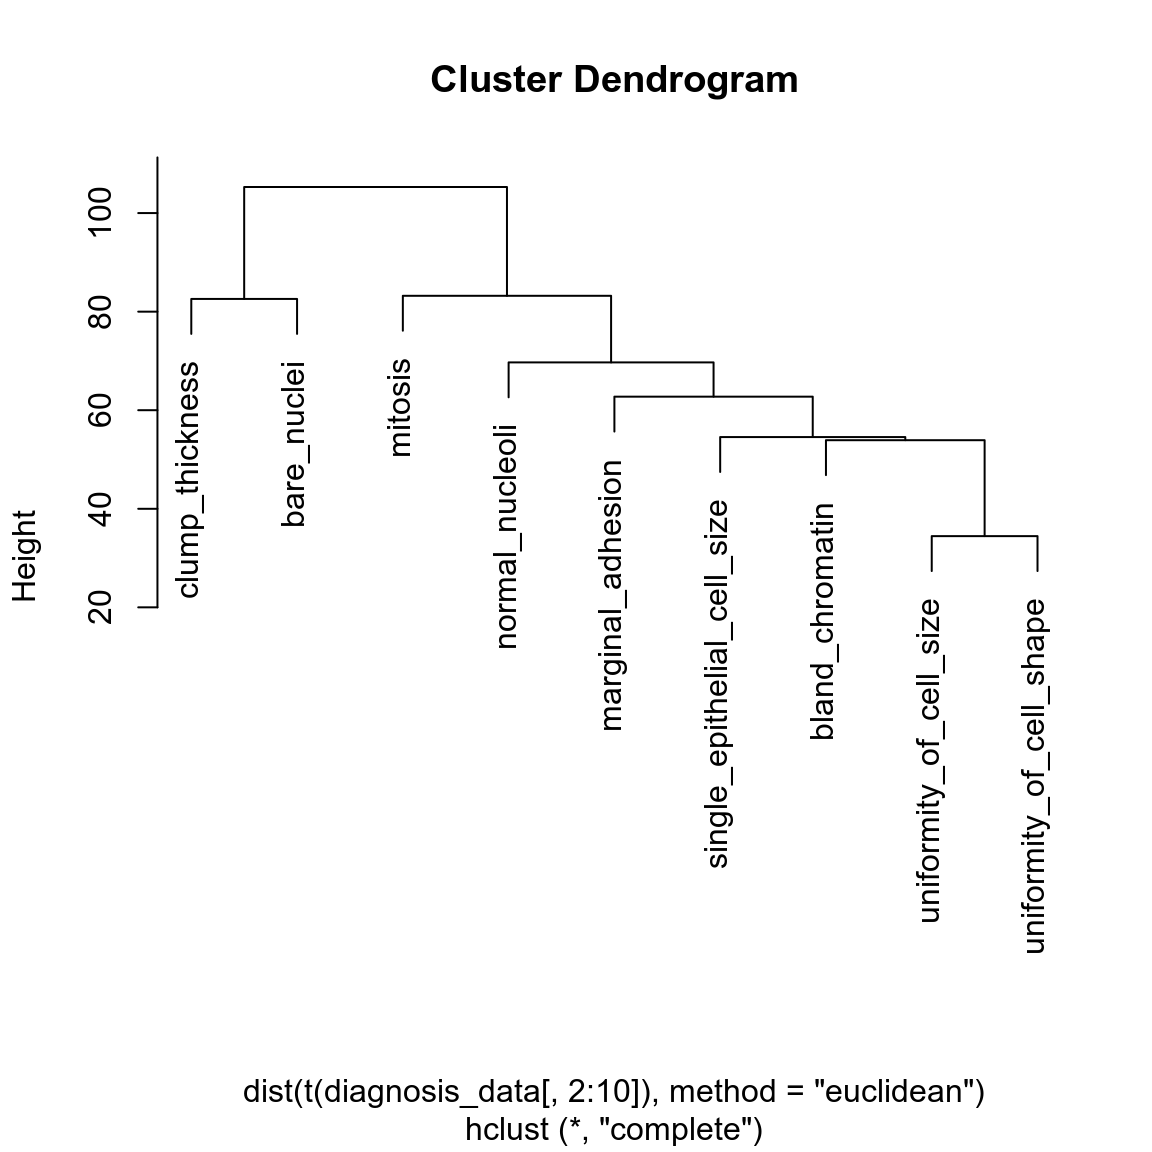 Cluster Dendrogram
Height
100
80
60
40
20
clump_thickness
bare_nuclei
mitosis
normal_nucleoli
marginal_adhesion
single_epithelial_cell_size
bland_chromatin
uniformity_of_cell_size
uniformity_of_cell_shape
dist(t(diagnosis_data[, 2:10]), method = "euclidean")
hclust (*, "complete")